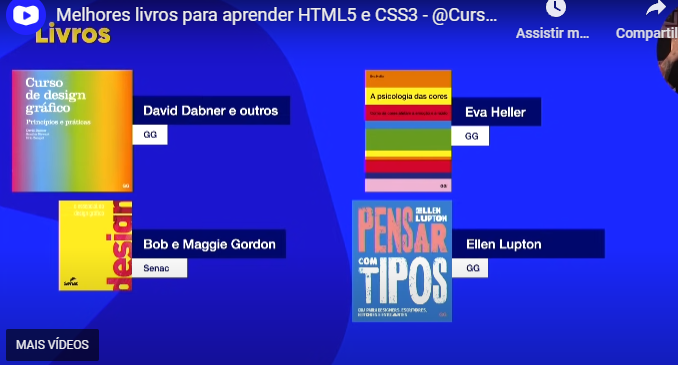 Melhores livros para aprender HTML5 e CSS3 - @Curs...
Assistir m...
Compartil
Livros
Curso
de design
gráfico
Princípios e práticas
GG
David Dabner e outros
GG
A psicologia das cores
GG
Eva Heller
GG
design
Bob e Maggie Gordon
Senac
ELLEN
LUPTON
PENSAR
COM
TIPOS
GG
Ellen Lupton
GG
MAIS VÍDEOS